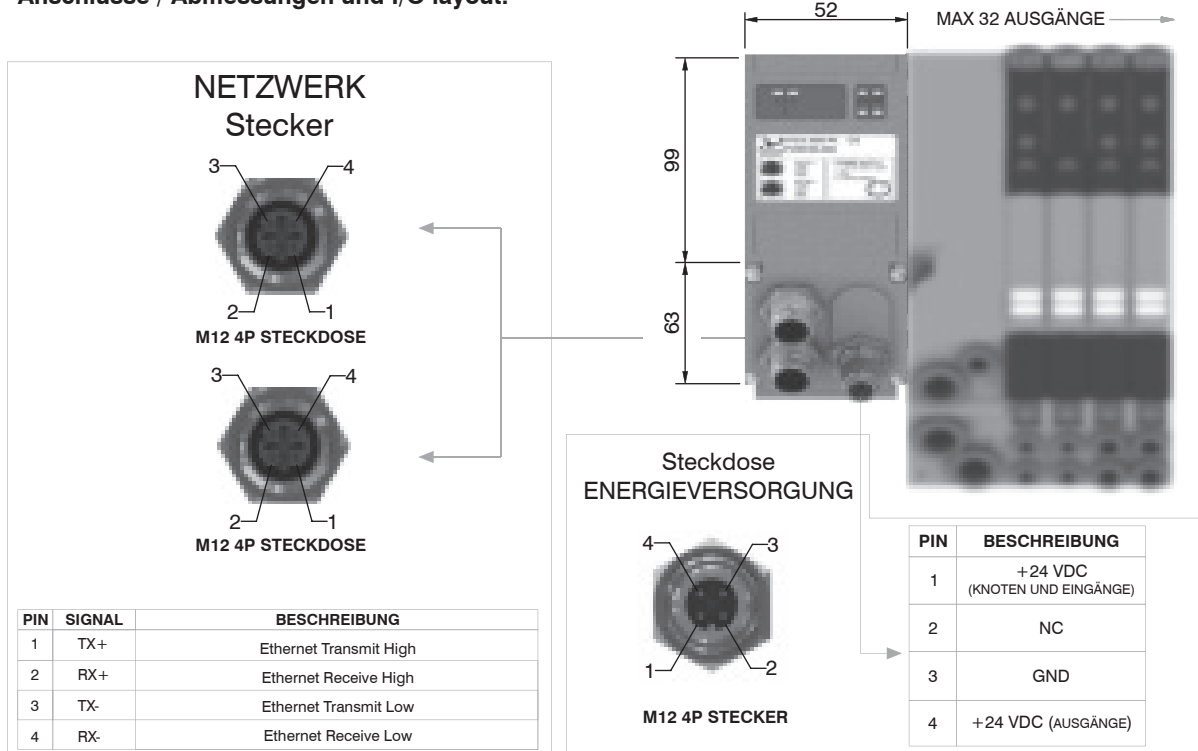 Anschlüsse / Abmessungen und I/O layout:
52
MAX 32 AUSGÄNGE
99
63
NETZWERK
Stecker
3
4
2
1
M12 4P STECKDOSE
3
4
2
1
M12 4P STECKDOSE
PIN SIGNAL BESCHREIBUNG
1 TX+ Ethernet Transmit High
2 RX+ Ethernet Receive High
3 TX- Ethernet Transmit Low
4 RX- Ethernet Receive Low
Steckdose
ENERGIEVERSORGUNG
4
3
1
2
M12 4P STECKER
PIN BESCHREIBUNG
1 +24 VDC
(KNOTEN UND EINGÄNGE)
2 NC
3 GND
4 +24 VDC (AUSGÄNGE)